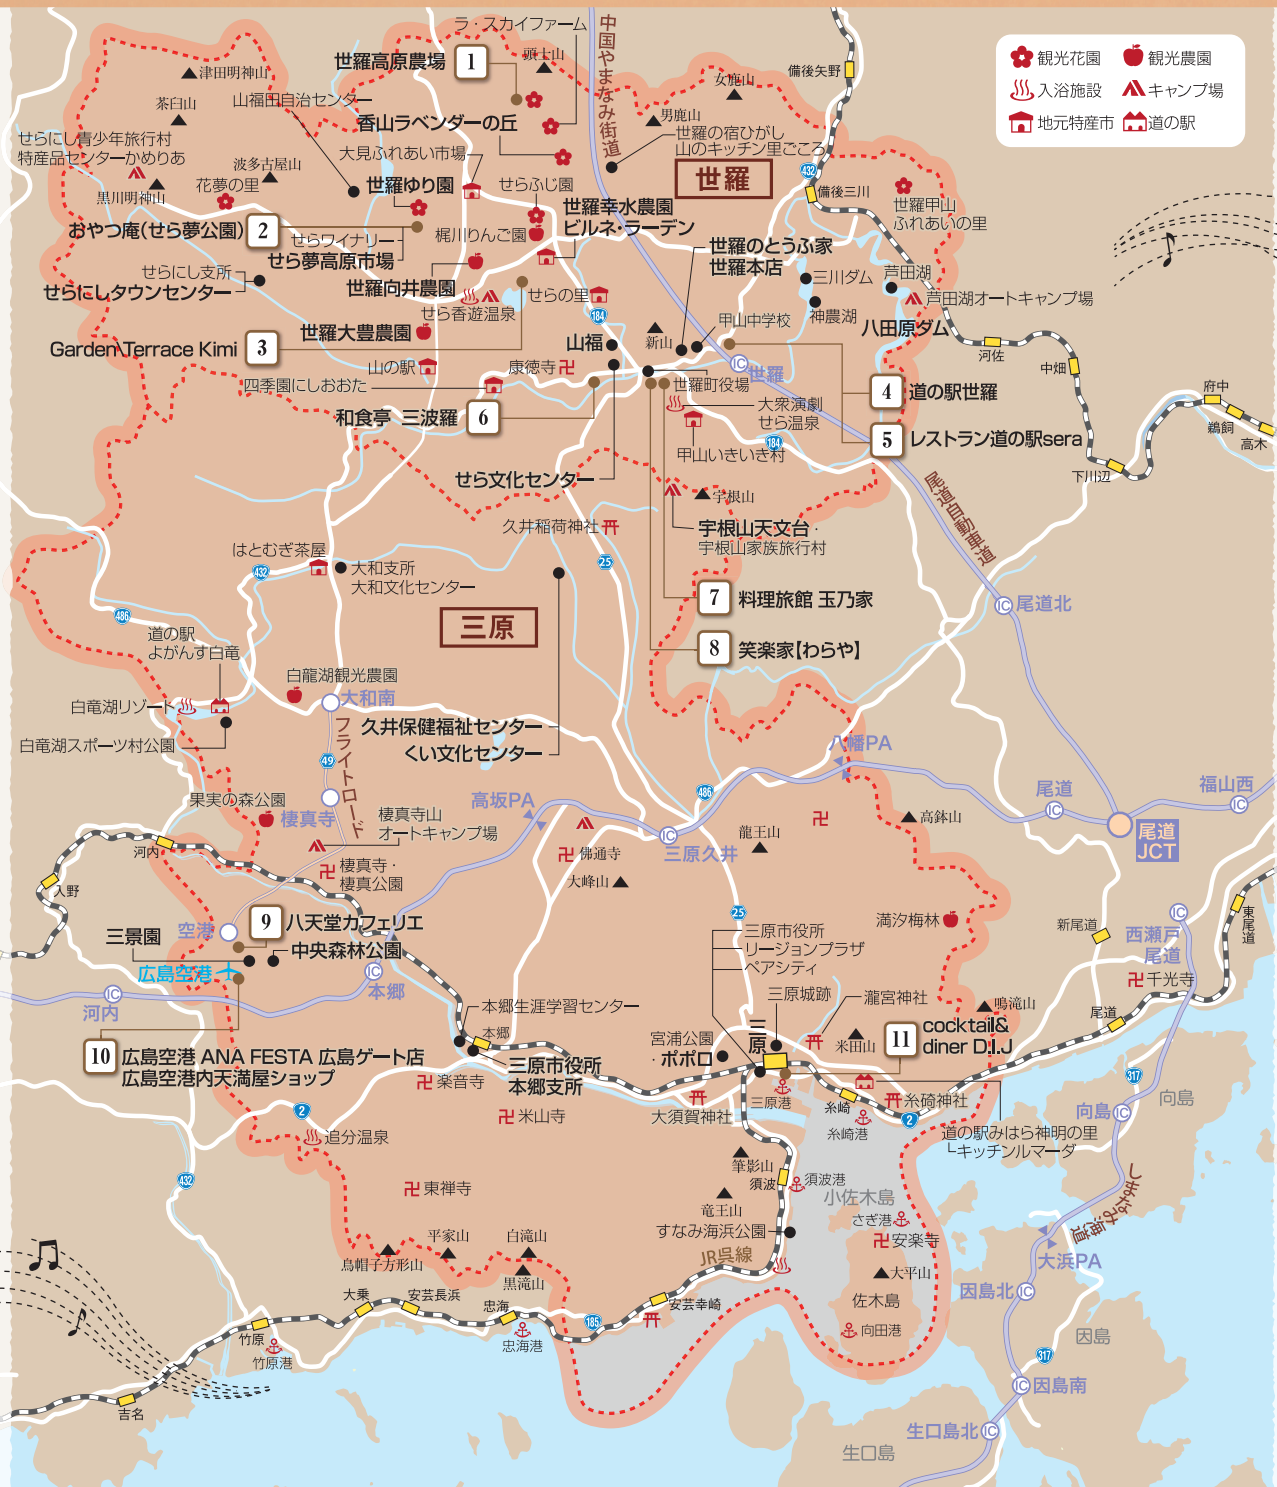 ラ・スカイファーム
中国やまなみ街道
世羅高原農場
1
頭士山
備後矢野
観光花園
観光農園
入浴施設
キャンプ場
地元特産市
道の駅
津田明神山
女鹿山
茶臼山
山福田自治センター
男鹿山
香山ラベンダーの丘
せらにし青少年旅行村
特産品センターかめりあ
大見ふれあい市場
世羅の宿ひがし
山のキッチン里ごころ
波多古屋山
世羅
432
黒川明神山
花夢の里
世羅ゆり園
せらふじ園
備後三川
世羅甲山
ふれあいの里
世羅幸水農園
ビルネ・ラーデン
おやつ庵(せら夢公園)
2
せらワイナリー
せら夢高原市場
梶川りんご園
世羅のとうふ家
世羅本店
せらにし支所
せらにしタウンセンター
世羅向井農園
せらの里
三川ダム
芦田湖
せら香遊温泉
芦田湖オートキャンプ場
世羅大豊農園
184
神農湖
八田原ダム
甲山中学校
Garden Terrace Kimi
3
山福
新山
河佐
山の駅
康徳寺
IC
世羅
中畑
四季園にしおおた
世羅町役場
4
道の駅世羅
府中
和食亭 三波羅
6
大衆演劇
せら温泉
鵜飼
184
5
レストラン道の駅sera
高木
甲山いきいき村
せら文化センター
下川辺
宇根山
尾道自動車道
久井稲荷神社
宇根山天文台・
宇根山家族旅行村
はとむぎ茶屋
25
432
大和支所
大和文化センター
7
料理旅館 玉乃家
IC
尾道北
486
三原
道の駅
よがんす白竜
8
笑楽家【わらや】
白龍湖観光農園
大和南
白竜湖リゾート
フライトロード
久井保健福祉センター
白竜湖スポーツ村公園
くい文化センター
八幡PA
49
福山西
IC
果実の森公園
棲真寺
高坂PA
486
尾道
IC
棲真寺山
オートキャンプ場
高鉢山
龍王山
尾道
JCT
河内
IC
三原久井
佛通寺
棲真寺・
棲真公園
大峰山
入野
25
満汐梅林
新尾道
東尾道
IC
西瀬戸
尾道
空港
9
八天堂カフェリエ
三景園
中央森林公園
三原市役所
リージョンプラザ
ペアシティ
広島空港
IC
本郷
千光寺
三原城跡
瀧宮神社
IC
河内
本郷生涯学習センター
鳴滝山
尾道
本郷
三原
宮浦公園
・ポポロ
米田山
11
cocktail&
diner D.I.J
10
広島空港 ANA FESTA 広島ゲート店
広島空港内天満屋ショップ
三原市役所
本郷支所
楽音寺
三原港
糸崎
糸碕神社
317
向島
2
米山寺
大須賀神社
2
IC
向島
追分温泉
糸崎港
道の駅みはら神明の里
└キッチンルマーダ
筆影山
432
東禅寺
須波
須波港
小佐木島
しまなみ海道
竜王山
すなみ海浜公園
さぎ港
平家山
白滝山
安楽寺
JR呉線
大浜PA
烏帽子方形山
黒滝山
大平山
大乗
安芸長浜
忠海
安芸幸崎
因島北
IC
佐木島
竹原
185
向田港
忠海港
因島
竹原港
317
IC
因島南
吉名
生口島北
IC
生口島